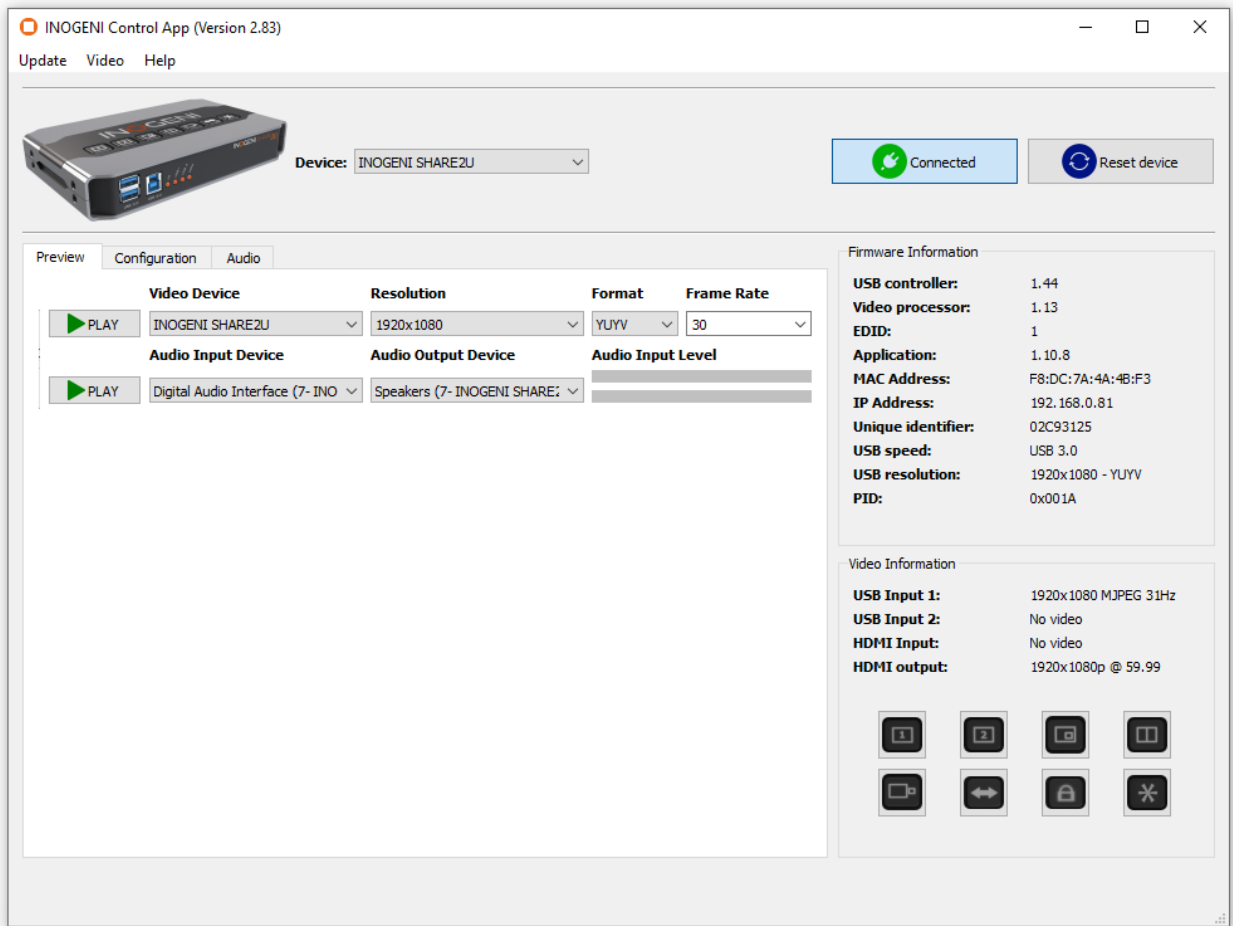 INOGENI Control App (Version 2.83)
Update Video Help
INOGENI
Device: INOGENI SHARE2U
Connected
Reset device
Preview Configuration Audio
Video Device Resolution Format Frame Rate
PLAY INOGENI SHARE2U 1920x1080 YUYV 30
Audio Input Device Audio Output Device Audio Input Level
PLAY Digital Audio Interface (7- INO Speakers (7- INOGENI SHARE2
Firmware Information
USB controller: 1.44
Video processor: 1.13
EDID: 1
Application: 1.10.8
MAC Address: F8:DC:7A:4A:4B:F3
IP Address: 192.168.0.81
Unique identifier: 02C93125
USB speed: USB 3.0
USB resolution: 1920x1080 - YUYV
PID: 0x001A
Video Information
USB Input 1: 1920x1080 MJPEG 31Hz
USB Input 2: No video
HDMI Input: No video
HDMI output: 1920x1080p @ 59.99
1 2